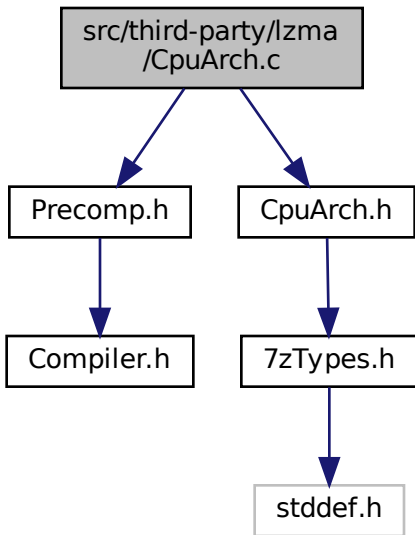 src/third-party/lzma
/CpuArch.c
Precomp.h
CpuArch.h
Compiler.h
7zTypes.h
stddef.h